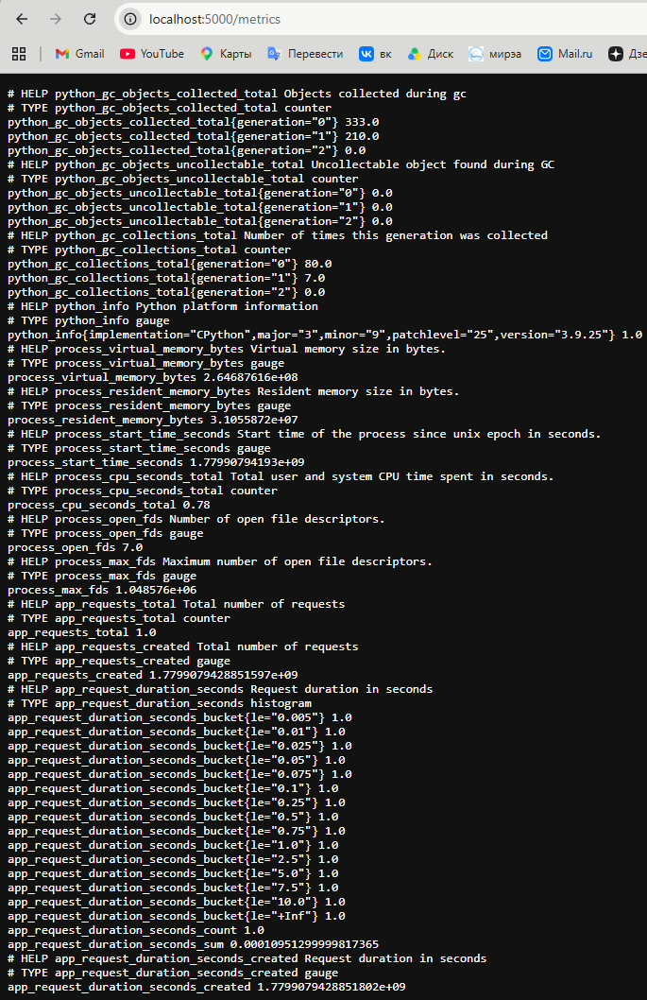 localhost:5000/metrics
Gmail YouTube Карты Перевести вк Диск мирэа Mail.ru Дзе
# HELP python_gc_objects_collected_total Objects collected during gc
# TYPE python_gc_objects_collected_total counter
python_gc_objects_collected_total{generation="0"} 333.0
python_gc_objects_collected_total{generation="1"} 210.0
python_gc_objects_collected_total{generation="2"} 0.0
# HELP python_gc_objects_uncollectable_total Uncollectable object found during GC
# TYPE python_gc_objects_uncollectable_total counter
python_gc_objects_uncollectable_total{generation="0"} 0.0
python_gc_objects_uncollectable_total{generation="1"} 0.0
python_gc_objects_uncollectable_total{generation="2"} 0.0
# HELP python_gc_collections_total Number of times this generation was collected
# TYPE python_gc_collections_total counter
python_gc_collections_total{generation="0"} 80.0
python_gc_collections_total{generation="1"} 7.0
python_gc_collections_total{generation="2"} 0.0
# HELP python_info Python platform information
# TYPE python_info gauge
python_info{implementation="CPython",major="3",minor="9",patchlevel="25",version="3.9.25"} 1.0
# HELP process_virtual_memory_bytes Virtual memory size in bytes.
# TYPE process_virtual_memory_bytes gauge
process_virtual_memory_bytes 2.64687616e+08
# HELP process_resident_memory_bytes Resident memory size in bytes.
# TYPE process_resident_memory_bytes gauge
process_resident_memory_bytes 3.1055872e+07
# HELP process_start_time_seconds Start time of the process since unix epoch in seconds.
# TYPE process_start_time_seconds gauge
process_start_time_seconds 1.77990794193e+09
# HELP process_cpu_seconds_total Total user and system CPU time spent in seconds.
# TYPE process_cpu_seconds_total counter
process_cpu_seconds_total 0.78
# HELP process_open_fds Number of open file descriptors.
# TYPE process_open_fds gauge
process_open_fds 7.0
# HELP process_max_fds Maximum number of open file descriptors.
# TYPE process_max_fds gauge
process_max_fds 1.048576e+06
# HELP app_requests_total Total number of requests
# TYPE app_requests_total counter
app_requests_total 1.0
# HELP app_requests_created Total number of requests
# TYPE app_requests_created gauge
app_requests_created 1.7799079428851597e+09
# HELP app_request_duration_seconds Request duration in seconds
# TYPE app_request_duration_seconds histogram
app_request_duration_seconds_bucket{le="0.005"} 1.0
app_request_duration_seconds_bucket{le="0.01"} 1.0
app_request_duration_seconds_bucket{le="0.025"} 1.0
app_request_duration_seconds_bucket{le="0.05"} 1.0
app_request_duration_seconds_bucket{le="0.075"} 1.0
app_request_duration_seconds_bucket{le="0.1"} 1.0
app_request_duration_seconds_bucket{le="0.25"} 1.0
app_request_duration_seconds_bucket{le="0.5"} 1.0
app_request_duration_seconds_bucket{le="0.75"} 1.0
app_request_duration_seconds_bucket{le="1.0"} 1.0
app_request_duration_seconds_bucket{le="2.5"} 1.0
app_request_duration_seconds_bucket{le="5.0"} 1.0
app_request_duration_seconds_bucket{le="7.5"} 1.0
app_request_duration_seconds_bucket{le="10.0"} 1.0
app_request_duration_seconds_bucket{le="+Inf"} 1.0
app_request_duration_seconds_count 1.0
app_request_duration_seconds_sum 0.00010951299999817365
# HELP app_request_duration_seconds_created Request duration in seconds
# TYPE app_request_duration_seconds_created gauge
app_request_duration_seconds_created 1.7799079428851802e+09